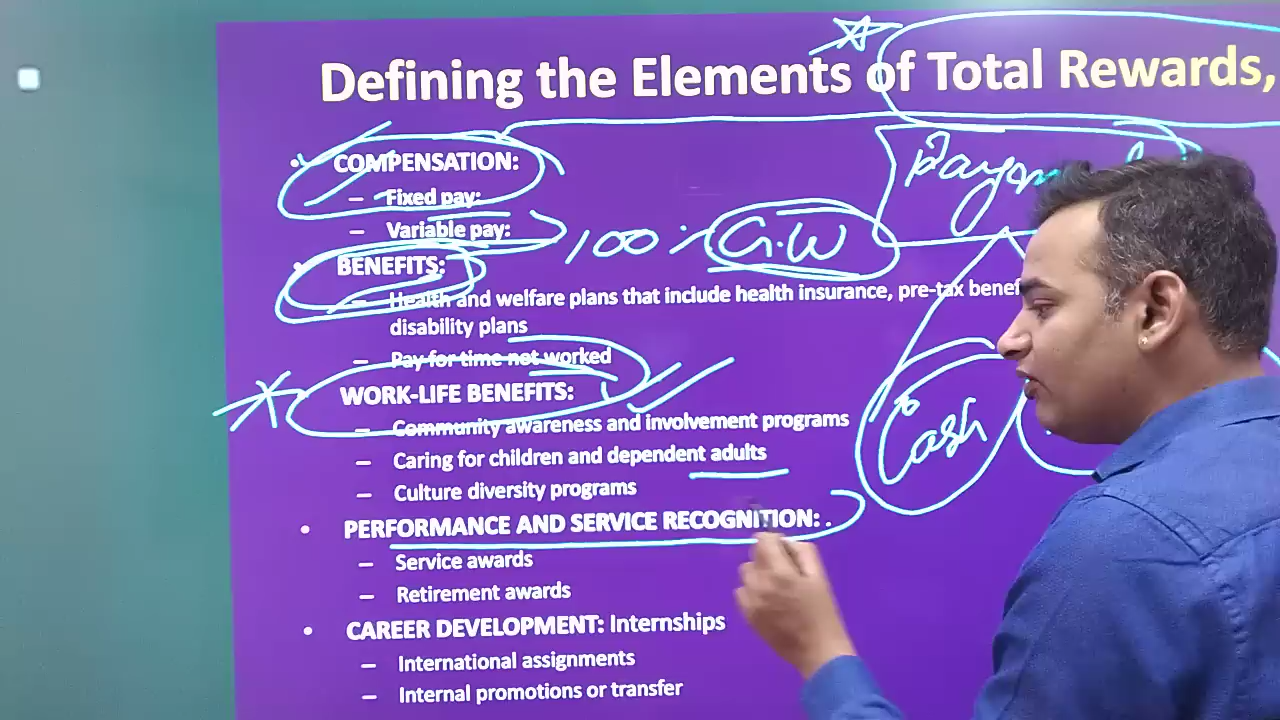 Defining the Elements of Total Rewards,
• COMPENSATION:
– Fixed pay:
– Variable pay:
100 % G.W
• BENEFITS:
– Health and welfare plans that include health insurance, pre-tax
disability plans
– Pay for time not worked
WORK-LIFE BENEFITS:
– Community awareness and involvement programs
– Caring for children and dependent adults
– Culture diversity programs
Cash
• PERFORMANCE AND SERVICE RECOGNITION: .
– Service awards
– Retirement awards
• CAREER DEVELOPMENT: Internships
– International assignments
– Internal promotions or transfer